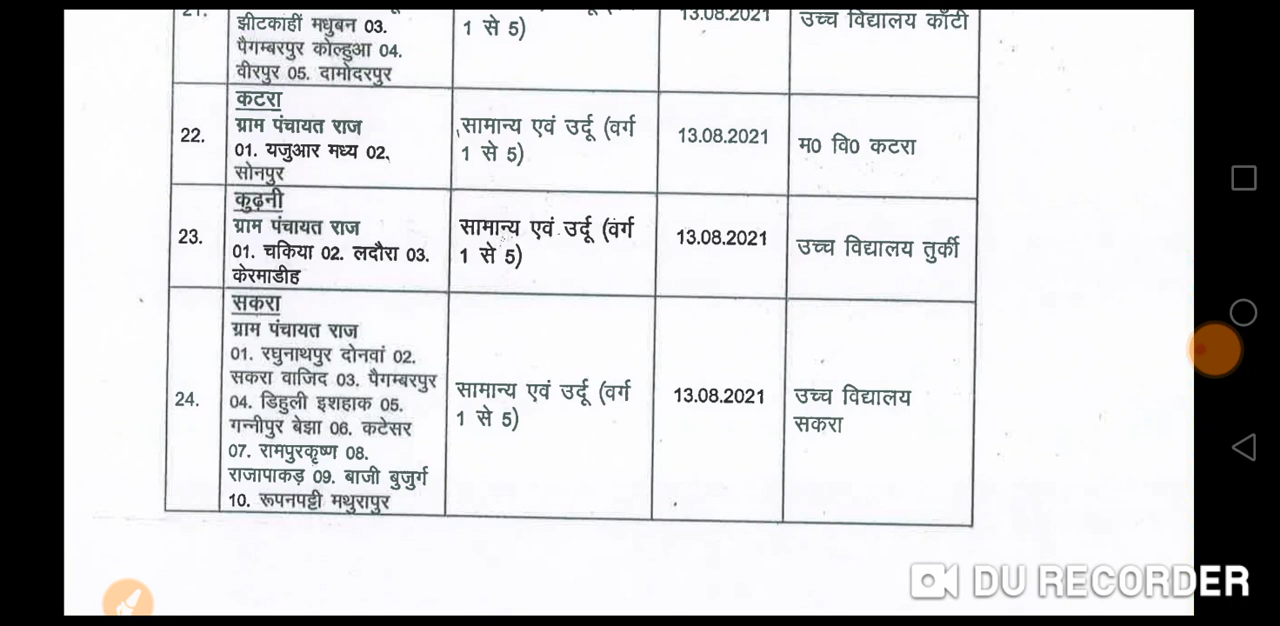 21.
झीटकाहीं मधुबन 03.
पैगम्बरपुर कोल्हुआ 04.
वीरपुर 05. दामोदरपुर
1 से 5)
13.08.2021
उच्च विद्यालय काँटी
22.
कटरा
ग्राम पंचायत राज
01. यजुआर मध्य 02.
सोनपुर
सामान्य एवं उर्दू (वर्ग
1 से 5)
13.08.2021
म0 वि0 कटरा
23.
कुढ़नी
ग्राम पंचायत राज
01. चकिया 02. लदौरा 03.
केरमाडीह
सामान्य एवं उर्दू (वर्ग
1 से 5)
13.08.2021
उच्च विद्यालय तुर्की
24.
सकरा
ग्राम पंचायत राज
01. रघुनाथपुर दोनवां 02.
सकरा वाजिद 03. पैगम्बरपुर
04. डिहुली इशहाक 05.
गन्नीपुर बेझा 06. कटेसर
07. रामपुरकृष्ण 08.
राजापाकड़ 09. बाजी बुजुर्ग
10. रूपनपट्टी मथुरापुर
सामान्य एवं उर्दू (वर्ग
1 से 5)
13.08.2021
उच्च विद्यालय
सकरा
DU RECORDER